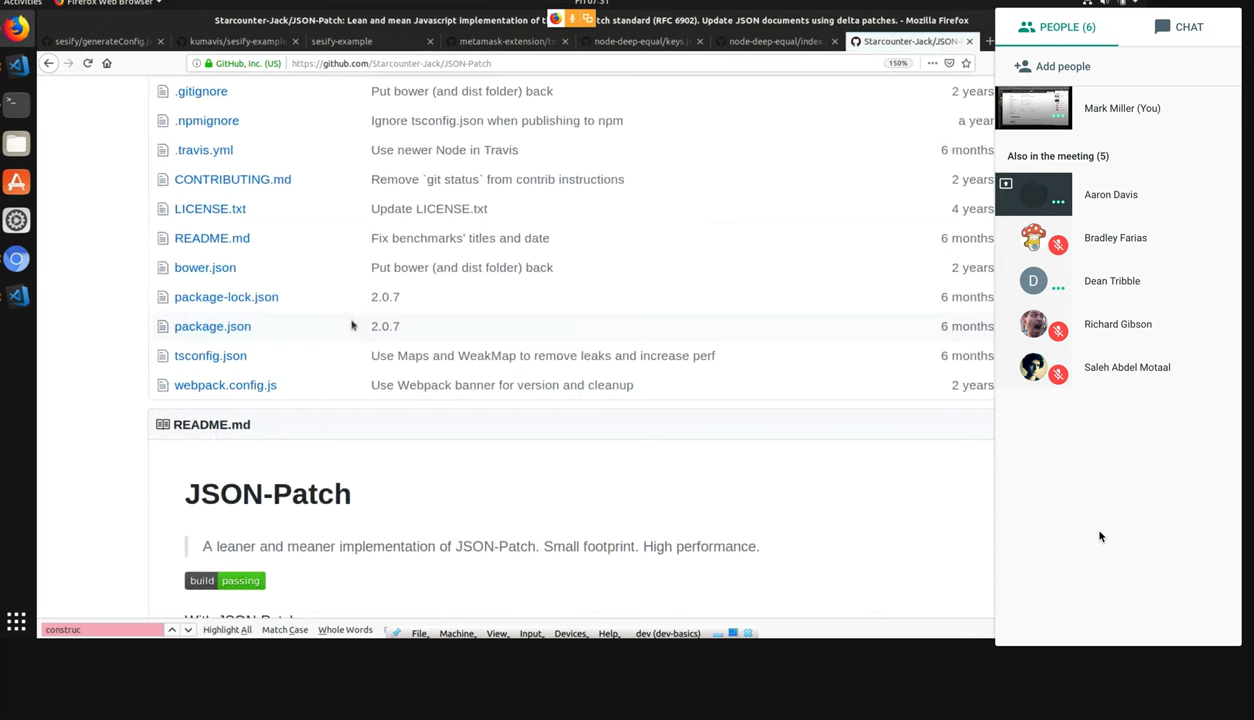 Activities
Firefox Web Browser
Fri 07:31
Starcounter-Jack/JSON-Patch: Lean and mean Javascript implementation of t
tch standard (RFC 6902). Update JSON documents using delta patches. - Mozilla Firefox
sesify/generateConfig.j
kumavis/sesify-example
sesify-example
metamask-extension/to
node-deep-equal/keys.j
node-deep-equal/index.
Starcounter-Jack/JSON-
GitHub, Inc. (US)
https://github.com/Starcounter-Jack/JSON-Patch
150%
.gitignore
Put bower (and dist folder) back
2 years
.npmignore
Ignore tsconfig.json when publishing to npm
a year
.travis.yml
Use newer Node in Travis
6 months
CONTRIBUTING.md
Remove `git status` from contrib instructions
2 years
LICENSE.txt
Update LICENSE.txt
4 years
README.md
Fix benchmarks' titles and date
6 months
bower.json
Put bower (and dist folder) back
2 years
package-lock.json
2.0.7
6 months
package.json
2.0.7
6 months
tsconfig.json
Use Maps and WeakMap to remove leaks and increase perf
6 months
webpack.config.js
Use Webpack banner for version and cleanup
2 years
README.md
JSON-Patch
A leaner and meaner implementation of JSON-Patch. Small footprint. High performance.
build passing
With JSON-Patch
construc
Highlight All
Match Case
Whole Words
File
Machine
View
Input
Devices
Help
dev (dev-basics)
PEOPLE (6)
CHAT
Add people
Mark Miller (You)
Also in the meeting (5)
Aaron Davis
Bradley Farias
D
Dean Tribble
Richard Gibson
Saleh Abdel Motaal